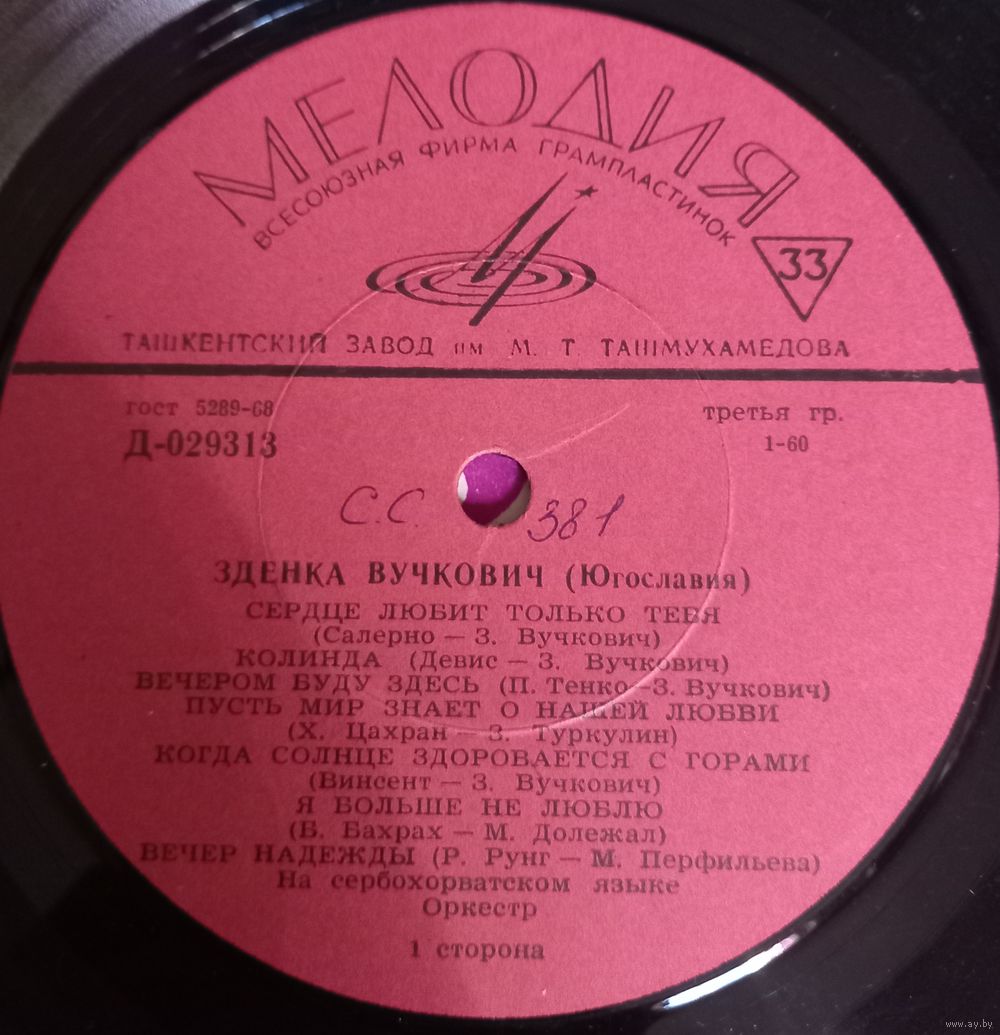 МЕЛОДИЯ
ВСЕСОЮЗНАЯ ФИРМА ГРАМПЛАСТИНОК
33
ТАШКЕНТСКИЙ ЗАВОД им М. Т. ТАШМУХАМЕДОВА
гост 5289-68
третья гр.
Д-029313
1-60
С.С. 381
ЗДЕНКА ВУЧКОВИЧ (Югославия)
СЕРДЦЕ ЛЮБИТ ТОЛЬКО ТЕБЯ
(Салерно — З. Вучкович)
КОЛИНДА (Девис — З. Вучкович)
ВЕЧЕРОМ БУДУ ЗДЕСЬ (П. Тенко—З. Вучкович)
ПУСТЬ МИР ЗНАЕТ О НАШЕЙ ЛЮБВИ
(Х. Цахран — З. Туркулин)
КОГДА СОЛНЦЕ ЗДОРОВАЕТСЯ С ГОРАМИ
(Винсент — З. Вучкович)
Я БОЛЬШЕ НЕ ЛЮБЛЮ
(Б. Бахрах — М. Долежал)
ВЕЧЕР НАДЕЖДЫ (Р. Рунг — М. Перфильева)
На сербохорватском языке
Оркестр
1 сторона
www.ay.by